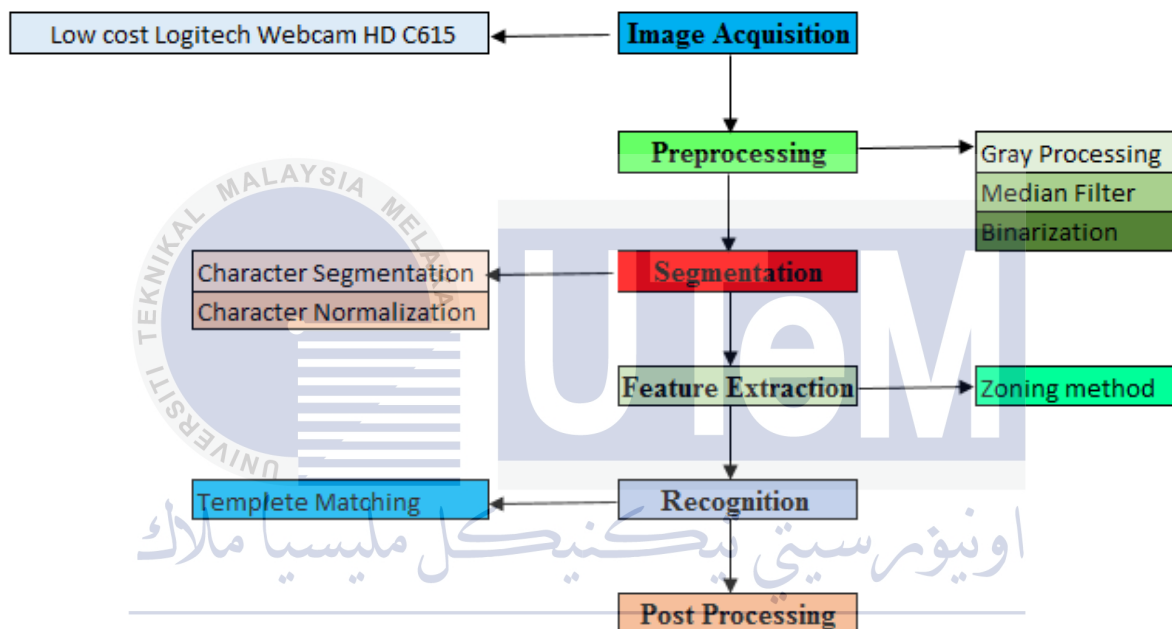 Low cost Logitech Webcam HD C615
Image Acquisition
Preprocessing
Gray Processing
Median Filter
Binarization
Segmentation
Character Segmentation
Character Normalization
Feature Extraction
Zoning method
Recognition
Templete Matching
Post Processing
UNIVERSITI TEKNIKAL MALAYSIA MELAKA
UTeM
اونيۏرسيتي تيكنيكل مليسيا ملاك